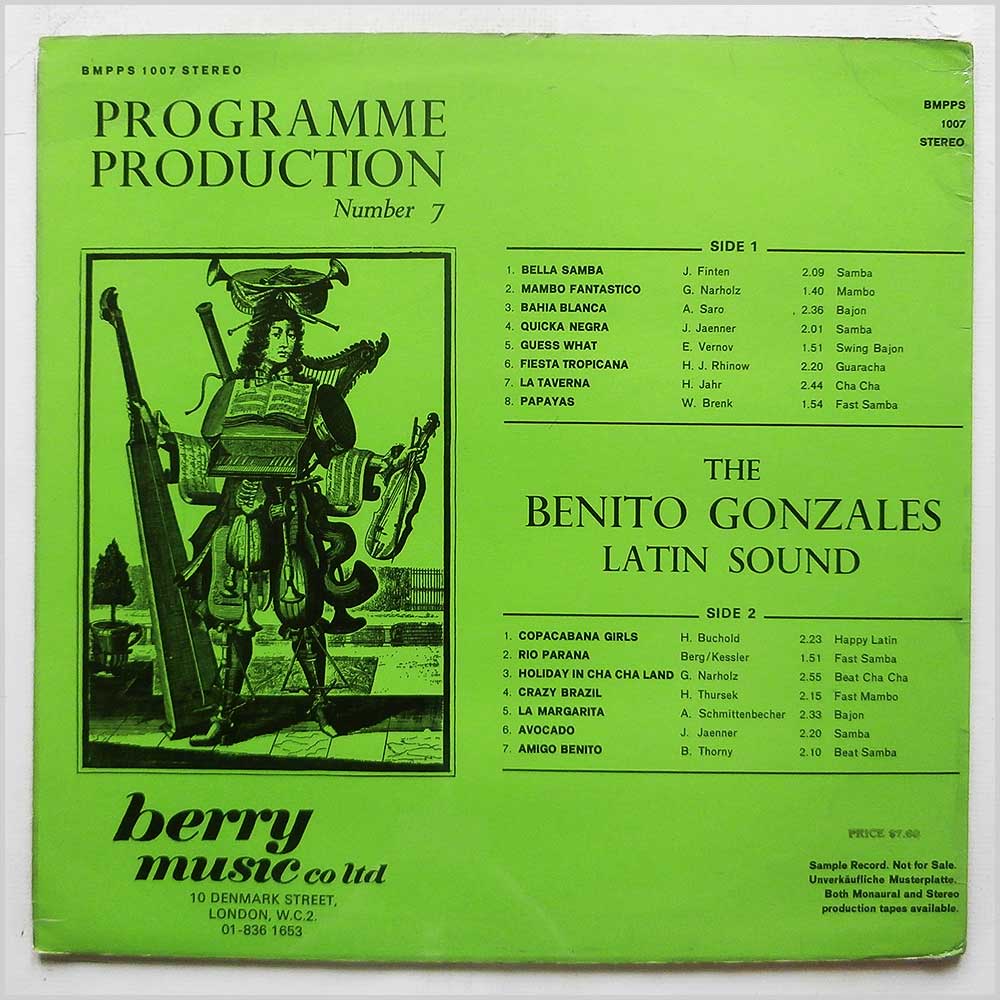 BMPPS 1007 STEREO
PROGRAMME
PRODUCTION
Number 7
BMPPS
1007
STEREO
SIDE 1
1. BELLA SAMBA J. Finten 2.09 Samba
2. MAMBO FANTASTICO G. Narholz 1.40 Mambo
3. BAHIA BLANCA A. Saro 2.36 Bajon
4. QUICKA NEGRA J. Jaenner 2.01 Samba
5. GUESS WHAT E. Vernov 1.51 Swing Bajon
6. FIESTA TROPICANA H. J. Rhinow 2.20 Guaracha
7. LA TAVERNA H. Jahr 2.44 Cha Cha
8. PAPAYAS W. Brenk 1.54 Fast Samba
THE
BENITO GONZALES
LATIN SOUND
SIDE 2
1. COPACABANA GIRLS H. Buchold 2.23 Happy Latin
2. RIO PARANA Berg/Kessler 1.51 Fast Samba
3. HOLIDAY IN CHA CHA LAND G. Narholz 2.55 Beat Cha Cha
4. CRAZY BRAZIL H. Thursek 2.15 Fast Mambo
5. LA MARGARITA A. Schmittenbecher 2.33 Bajon
6. AVOCADO J. Jaenner 2.20 Samba
7. AMIGO BENITO B. Thorny 2.10 Beat Samba
berry
music co ltd
10 DENMARK STREET,
LONDON, W.C.2.
01-836 1653
PRICE
Sample Record. Not for Sale.
Unverkäufliche Musterplatte.
Both Monaural and Stereo
production tapes available.